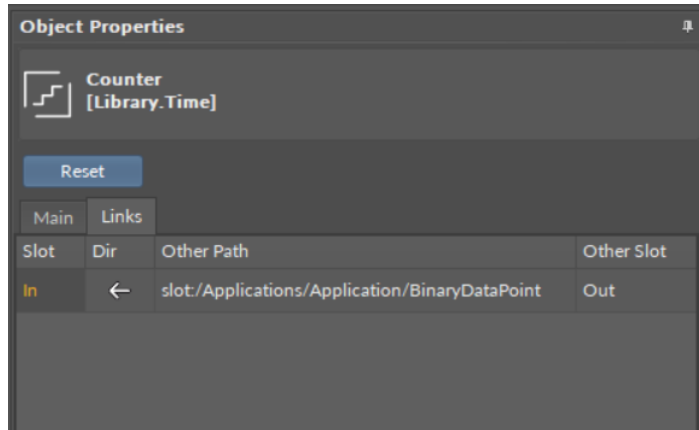 Object Properties
Counter
[Library.Time]
Reset
Main Links
Slot Dir Other Path Other Slot
In ← slot:/Applications/Application/BinaryDataPoint Out